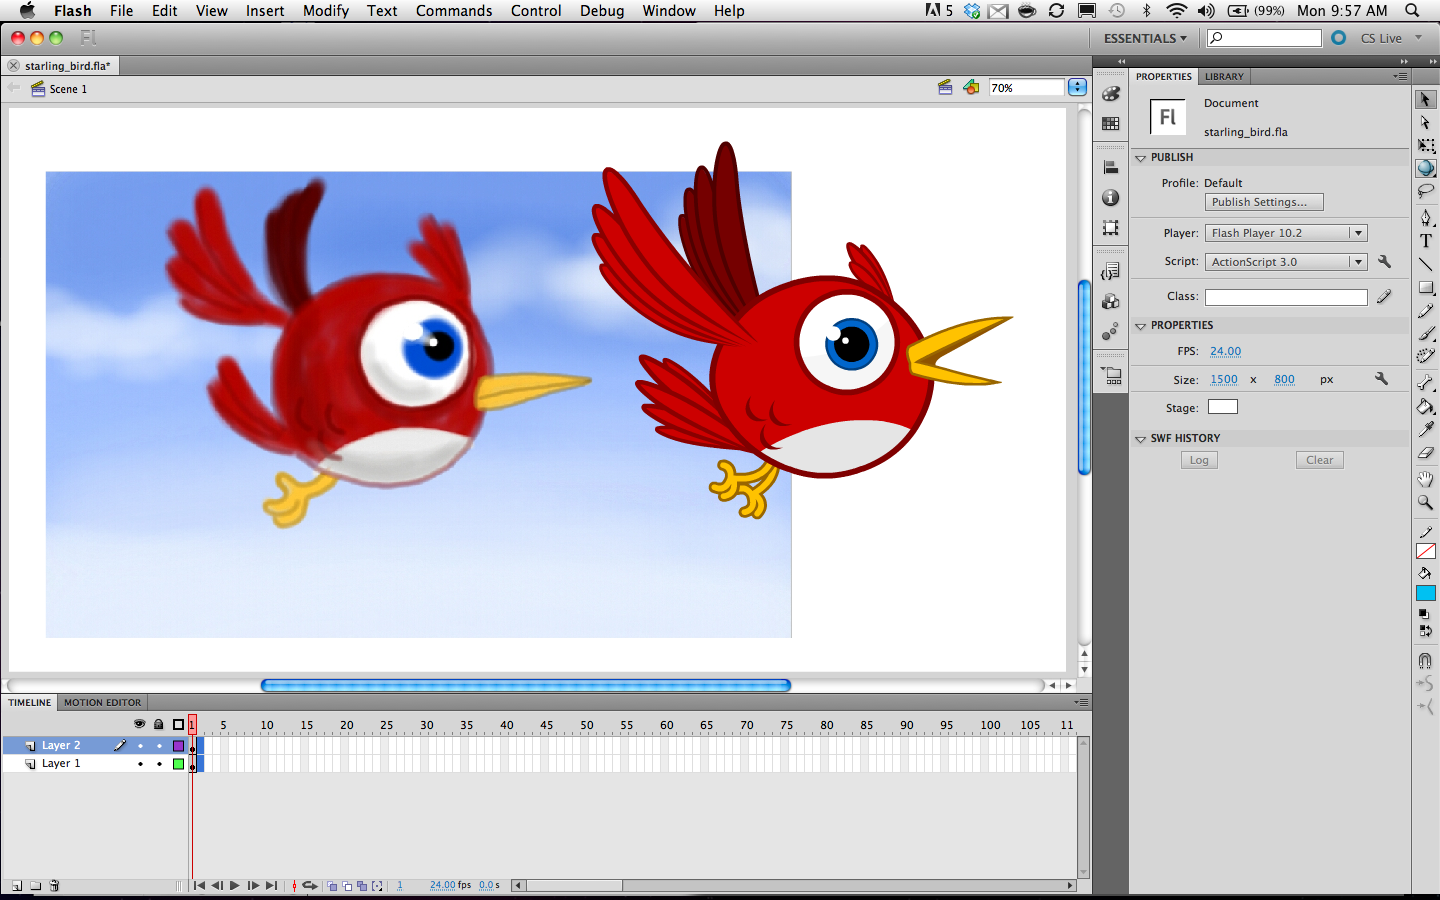 Flash File Edit View Insert Modify Text Commands Control Debug Window Help
5 (99%) Mon 9:57 AM
Fl ESSENTIALS CS Live
starling_bird.fla*
Scene 1 70%
PROPERTIES LIBRARY
Fl
Document
starling_bird.fla
PUBLISH
Profile: Default
Publish Settings...
Player: Flash Player 10.2
Script: ActionScript 3.0
Class:
PROPERTIES
FPS: 24.00
Size: 1500 x 800 px
Stage:
SWF HISTORY
Log Clear
T
TIMELINE MOTION EDITOR
1 5 10 15 20 25 30 35 40 45 50 55 60 65 70 75 80 85 90 95 100 105 11
Layer 2
Layer 1
1 24.00 fps 0.0 s